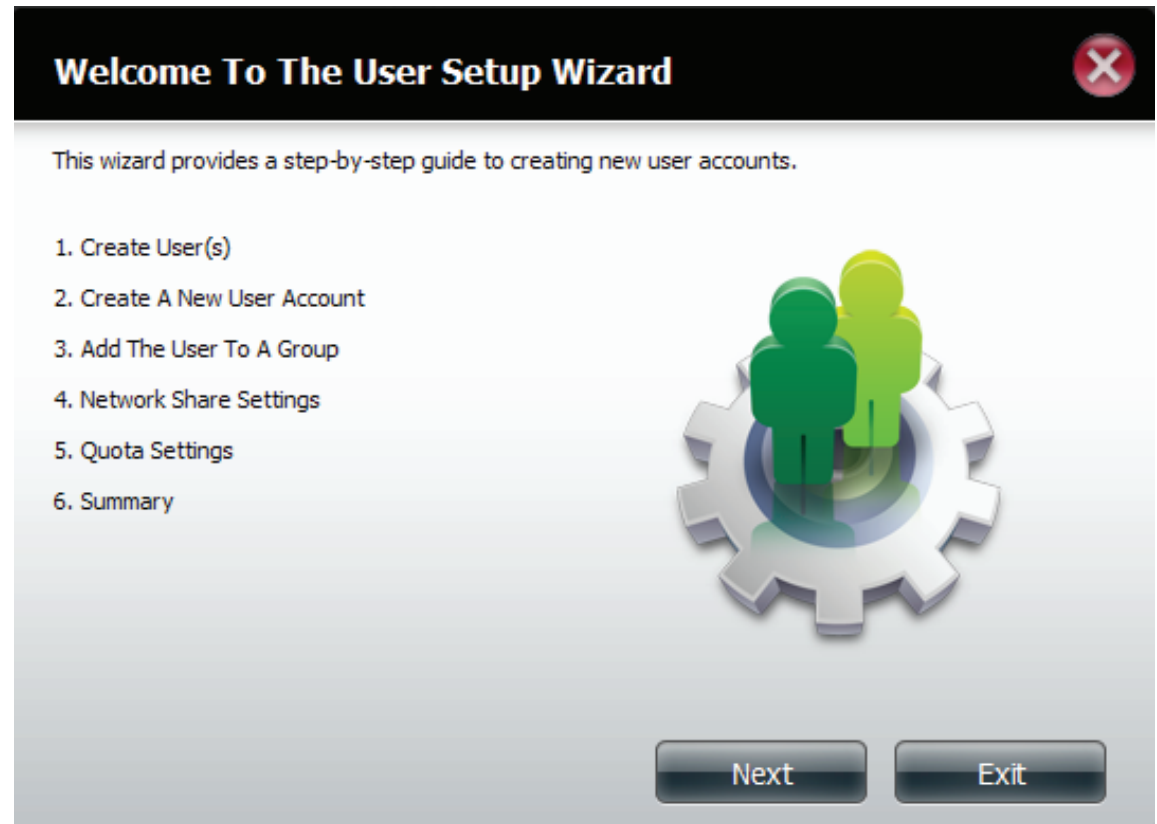 Welcome To The User Setup Wizard
This wizard provides a step-by-step guide to creating new user accounts.
1. Create User(s)
2. Create A New User Account
3. Add The User To A Group
4. Network Share Settings
5. Quota Settings
6. Summary
Next
Exit